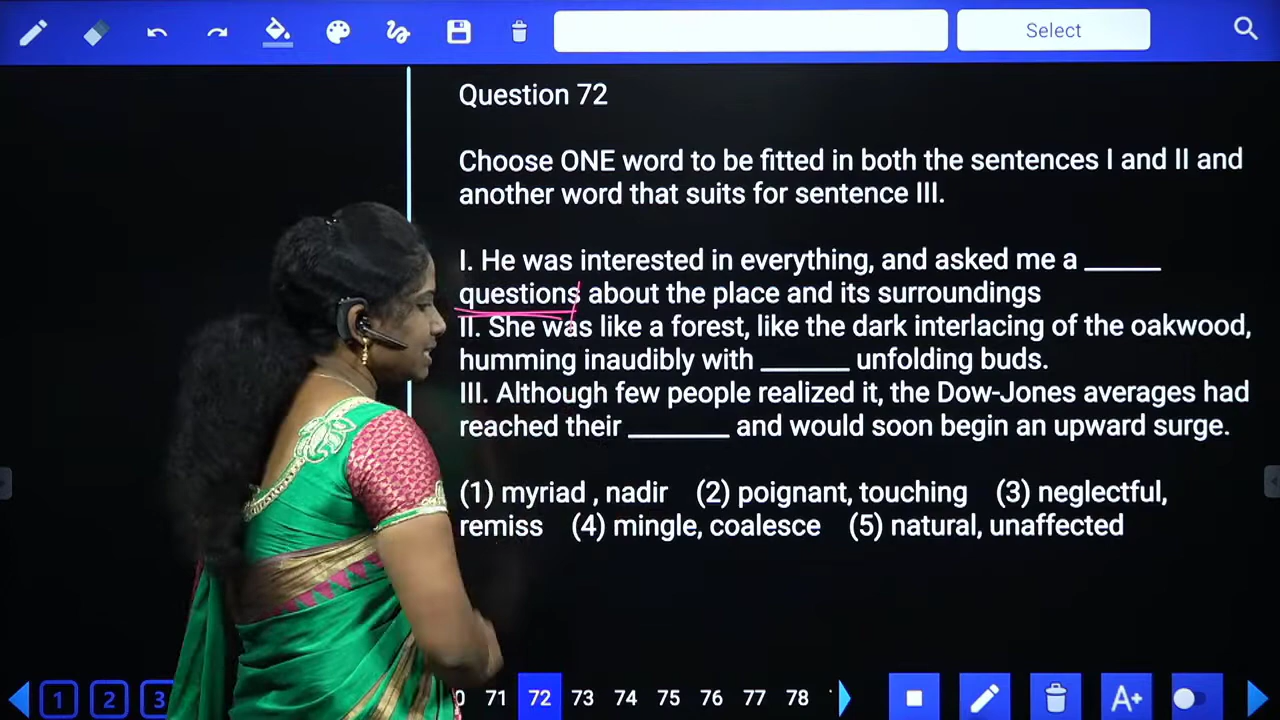 Select
Question 72
Choose ONE word to be fitted in both the sentences I and II and
another word that suits for sentence III.
I. He was interested in everything, and asked me a ______
questions about the place and its surroundings
II. She was like a forest, like the dark interlacing of the oakwood,
humming inaudibly with _______ unfolding buds.
III. Although few people realized it, the Dow-Jones averages had
reached their ________ and would soon begin an upward surge.
(1) myriad , nadir (2) poignant, touching (3) neglectful,
remiss (4) mingle, coalesce (5) natural, unaffected
1 2 3 0 71 72 73 74 75 76 77 78 A+